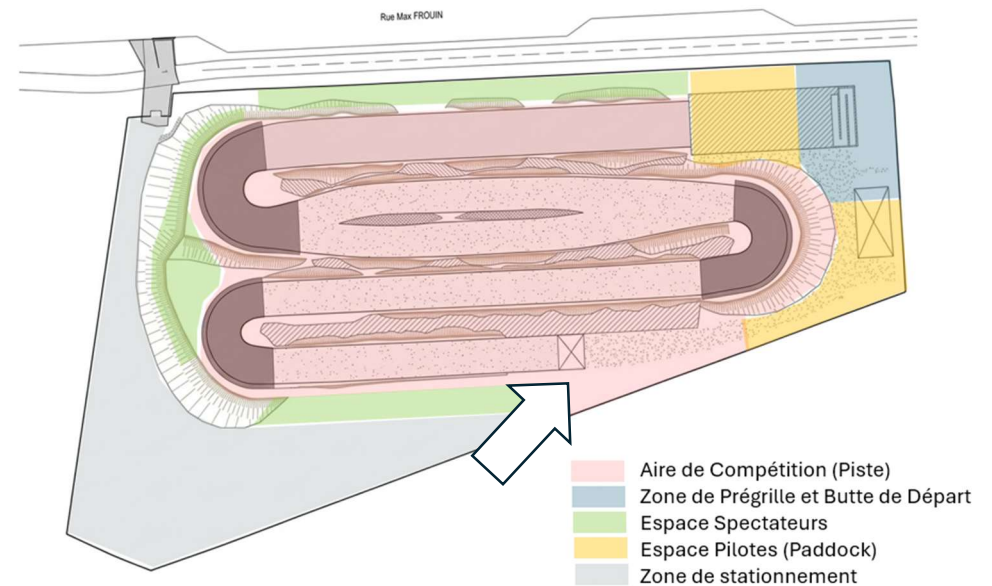 Rue Max FROUIN
Aire de Compétition (Piste)
Zone de Prégrille et Butte de Départ
Espace Spectateurs
Espace Pilotes (Paddock)
Zone de stationnement